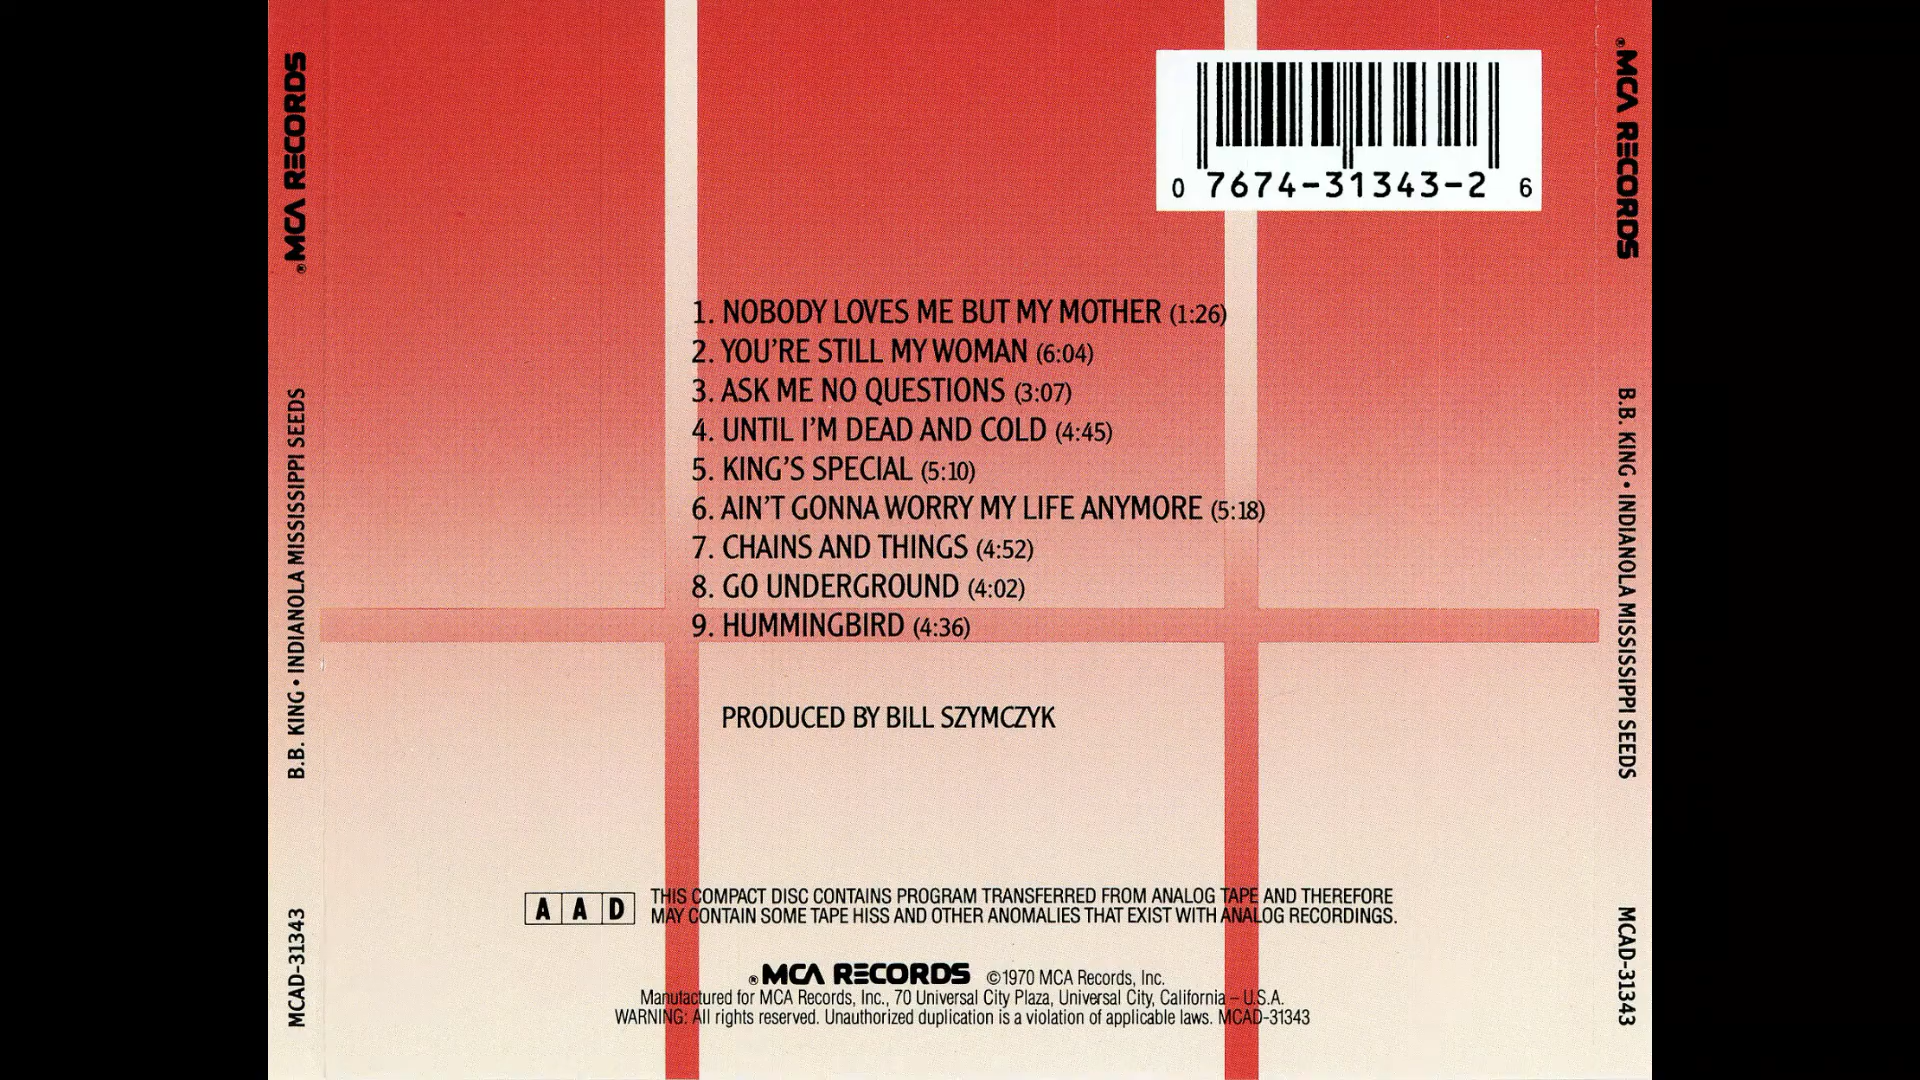 ®MCA RECORDS
B.B. KING • INDIANOLA MISSISSIPPI SEEDS
MCAD-31343
0 7674-31343-2 6
1. NOBODY LOVES ME BUT MY MOTHER (1:26)
2. YOU'RE STILL MY WOMAN (6:04)
3. ASK ME NO QUESTIONS (3:07)
4. UNTIL I'M DEAD AND COLD (4:45)
5. KING'S SPECIAL (5:10)
6. AIN'T GONNA WORRY MY LIFE ANYMORE (5:18)
7. CHAINS AND THINGS (4:52)
8. GO UNDERGROUND (4:02)
9. HUMMINGBIRD (4:36)
PRODUCED BY BILL SZYMCZYK
A A D
THIS COMPACT DISC CONTAINS PROGRAM TRANSFERRED FROM ANALOG TAPE AND THEREFORE
MAY CONTAIN SOME TAPE HISS AND OTHER ANOMALIES THAT EXIST WITH ANALOG RECORDINGS.
®MCA RECORDS ©1970 MCA Records, Inc.
Manufactured for MCA Records, Inc., 70 Universal City Plaza, Universal City, California – U.S.A.
WARNING: All rights reserved. Unauthorized duplication is a violation of applicable laws. MCAD-31343
®MCA RECORDS
B.B. KING • INDIANOLA MISSISSIPPI SEEDS
MCAD-31343